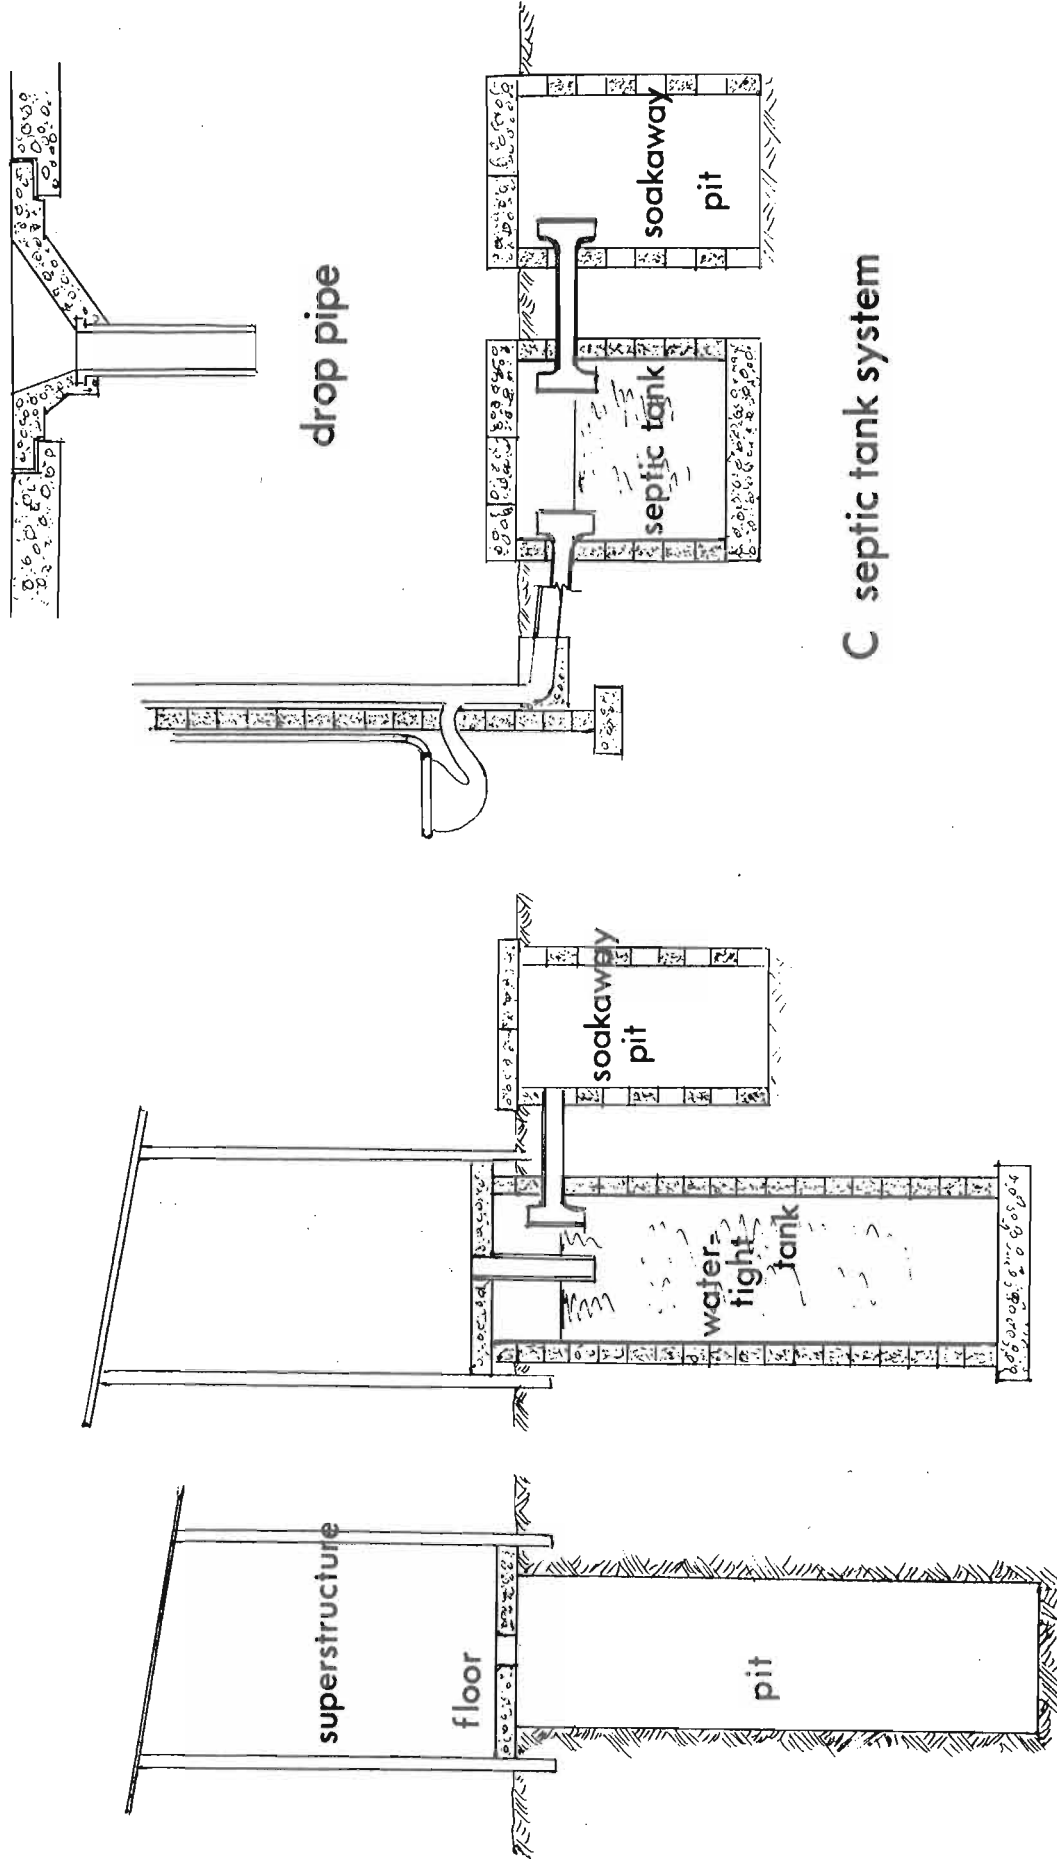 superstructure
floor
pit
water-
tight
tank
soakaway
pit
drop pipe
septic tank
soakaway
pit
C septic tank system